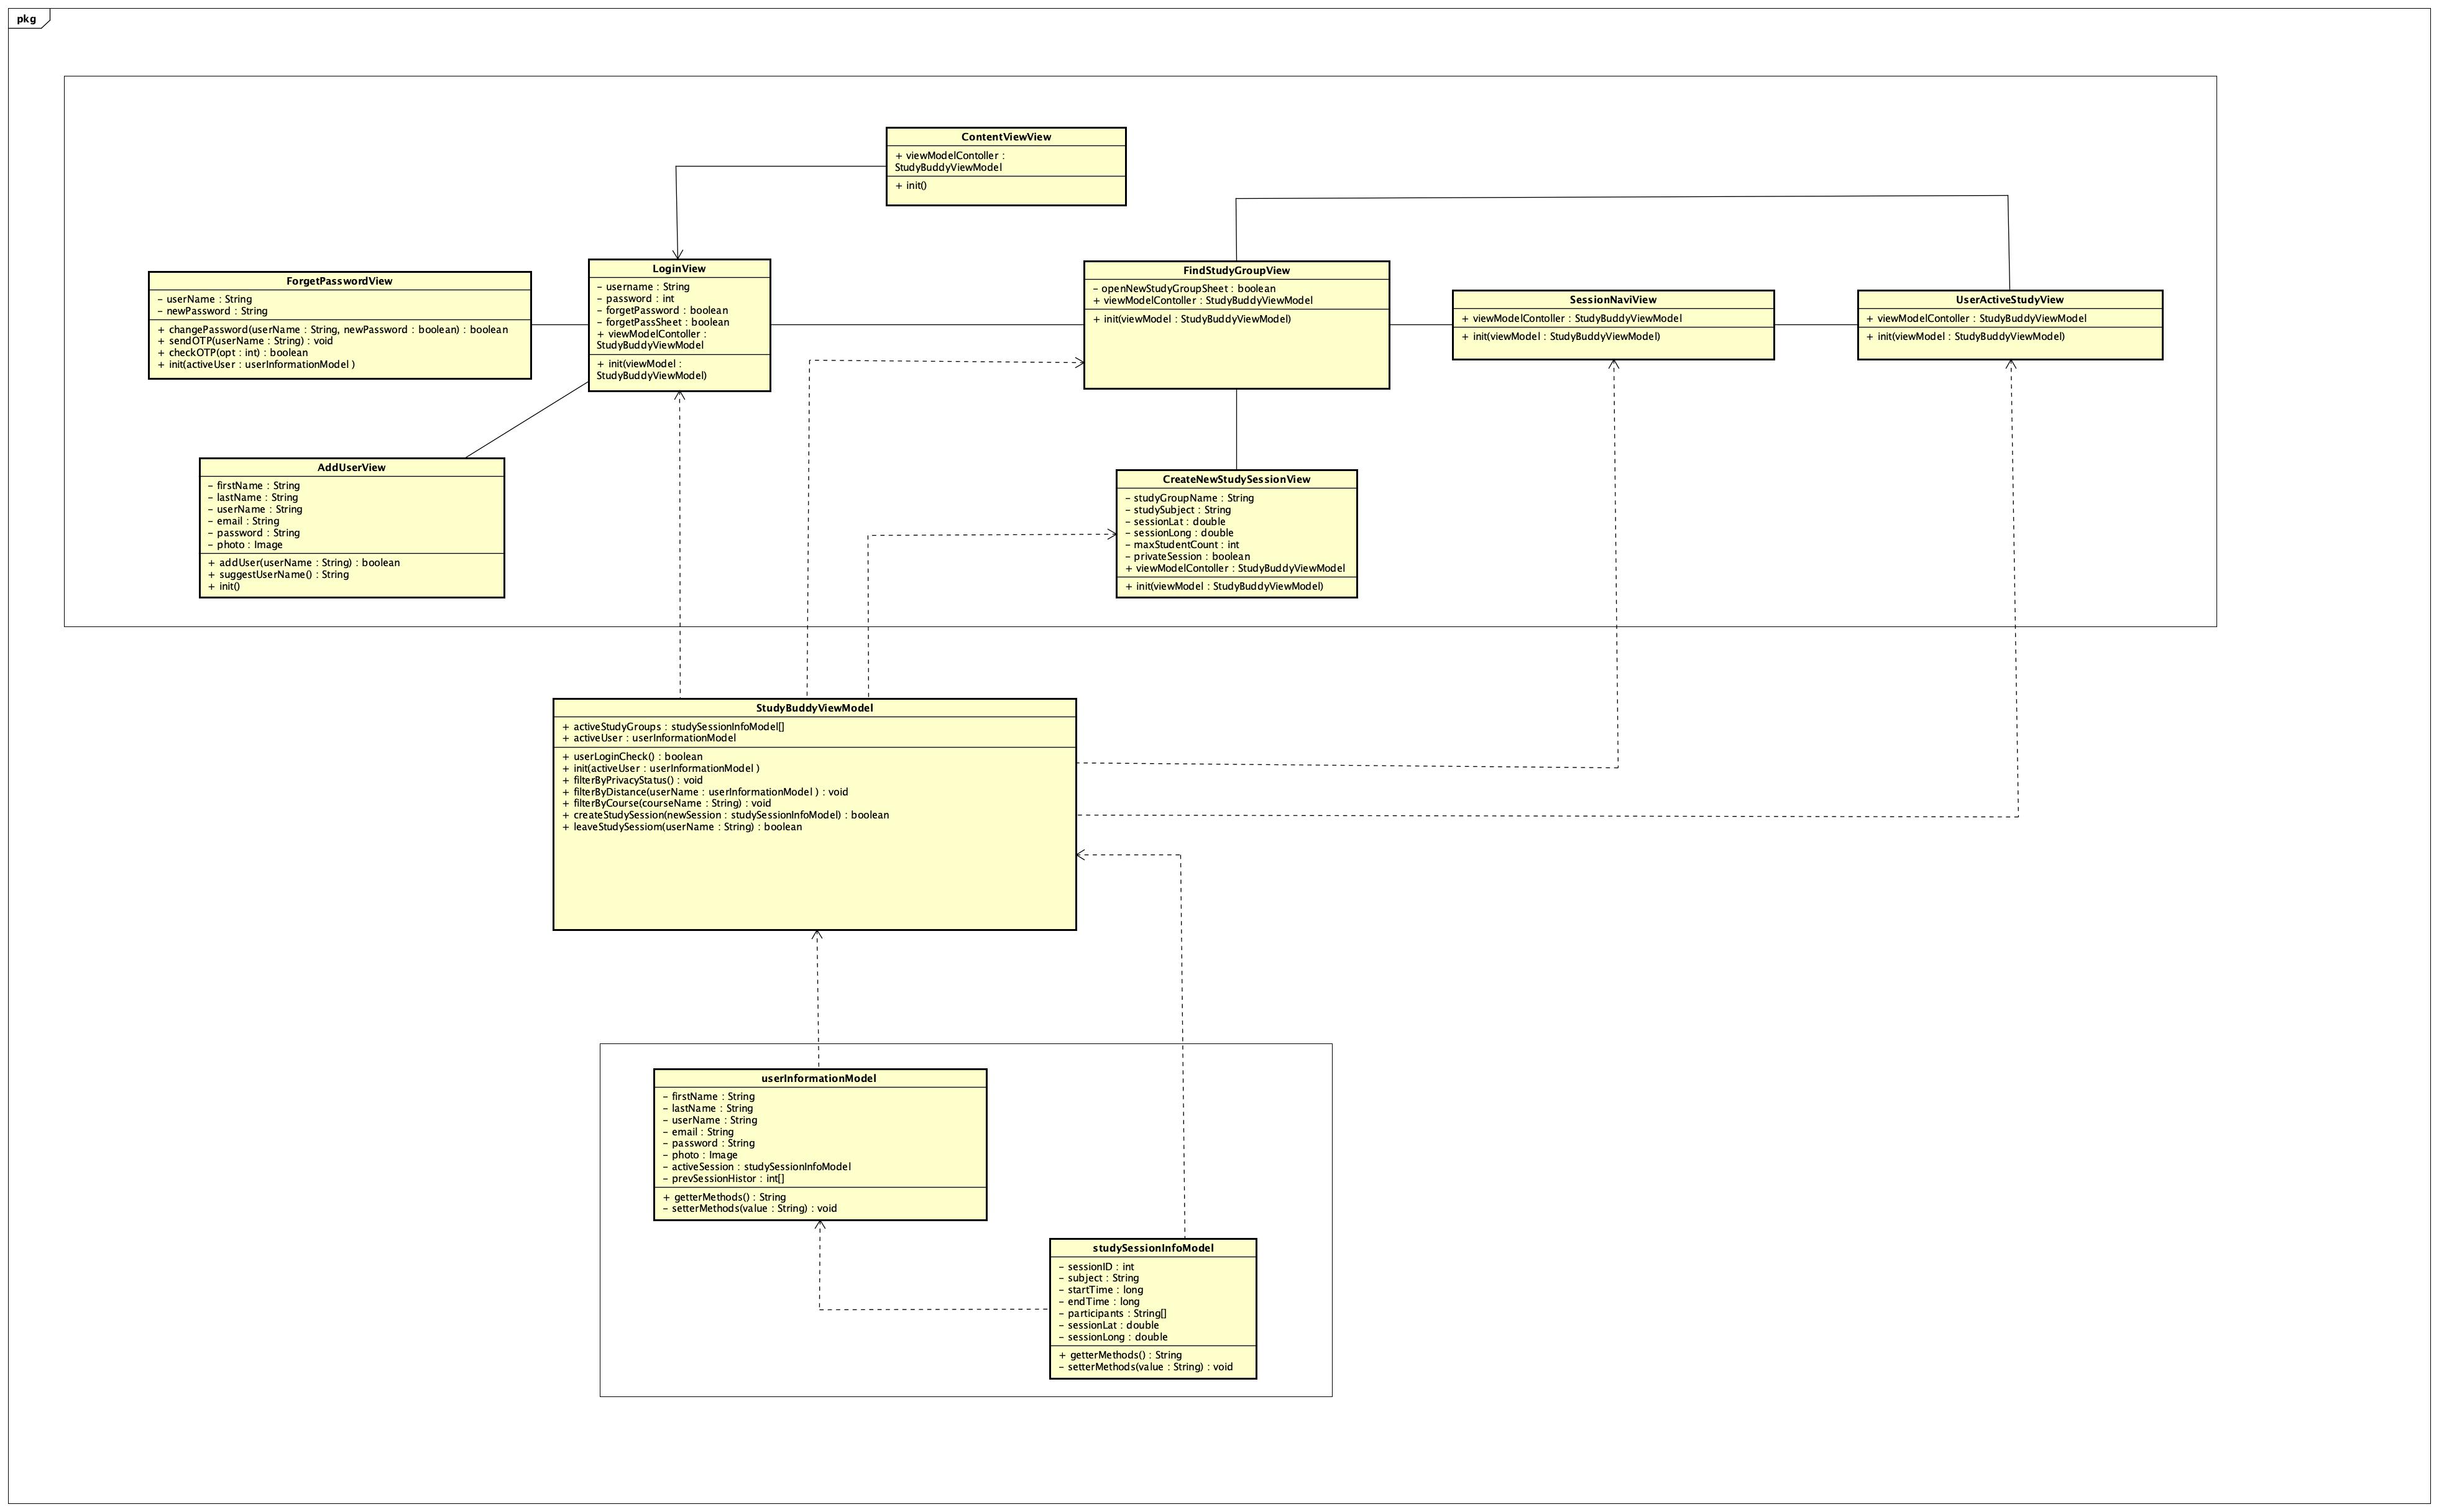 pkg
ContentViewView
+ viewModelContoller :
StudyBuddyViewModel
+ init()
ForgetPasswordView
- userName : String
- newPassword : String
+ changePassword(userName : String, newPassword : boolean) : boolean
+ sendOTP(userName : String) : void
+ checkOTP(opt : int) : boolean
+ init(activeUser : userInformationModel )
LoginView
- username : String
- password : int
- forgetPassword : boolean
- forgetPassSheet : boolean
+ viewModelContoller :
StudyBuddyViewModel
+ init(viewModel :
StudyBuddyViewModel)
FindStudyGroupView
- openNewStudyGroupSheet : boolean
+ viewModelContoller : StudyBuddyViewModel
+ init(viewModel : StudyBuddyViewModel)
SessionNaviView
+ viewModelContoller : StudyBuddyViewModel
+ init(viewModel : StudyBuddyViewModel)
UserActiveStudyView
+ viewModelContoller : StudyBuddyViewModel
+ init(viewModel : StudyBuddyViewModel)
AddUserView
- firstName : String
- lastName : String
- userName : String
- email : String
- password : String
- photo : Image
+ addUser(userName : String) : boolean
+ suggestUserName() : String
+ init()
CreateNewStudySessionView
- studyGroupName : String
- studySubject : String
- sessionLat : double
- sessionLong : double
- maxStudentCount : int
- privateSession : boolean
+ viewModelContoller : StudyBuddyViewModel
+ init(viewModel : StudyBuddyViewModel)
StudyBuddyViewModel
+ activeStudyGroups : studySessionInfoModel[]
+ activeUser : userInformationModel
+ userLoginCheck() : boolean
+ init(activeUser : userInformationModel )
+ filterByPrivacyStatus() : void
+ filterByDistance(userName : userInformationModel ) : void
+ filterByCourse(courseName : String) : void
+ createStudySession(newSession : studySessionInfoModel) : boolean
+ leaveStudySessiom(userName : String) : boolean
userInformationModel
- firstName : String
- lastName : String
- userName : String
- email : String
- password : String
- photo : Image
- activeSession : studySessionInfoModel
- prevSessionHistor : int[]
+ getterMethods() : String
- setterMethods(value : String) : void
studySessionInfoModel
- sessionID : int
- subject : String
- startTime : long
- endTime : long
- participants : String[]
- sessionLat : double
- sessionLong : double
+ getterMethods() : String
- setterMethods(value : String) : void